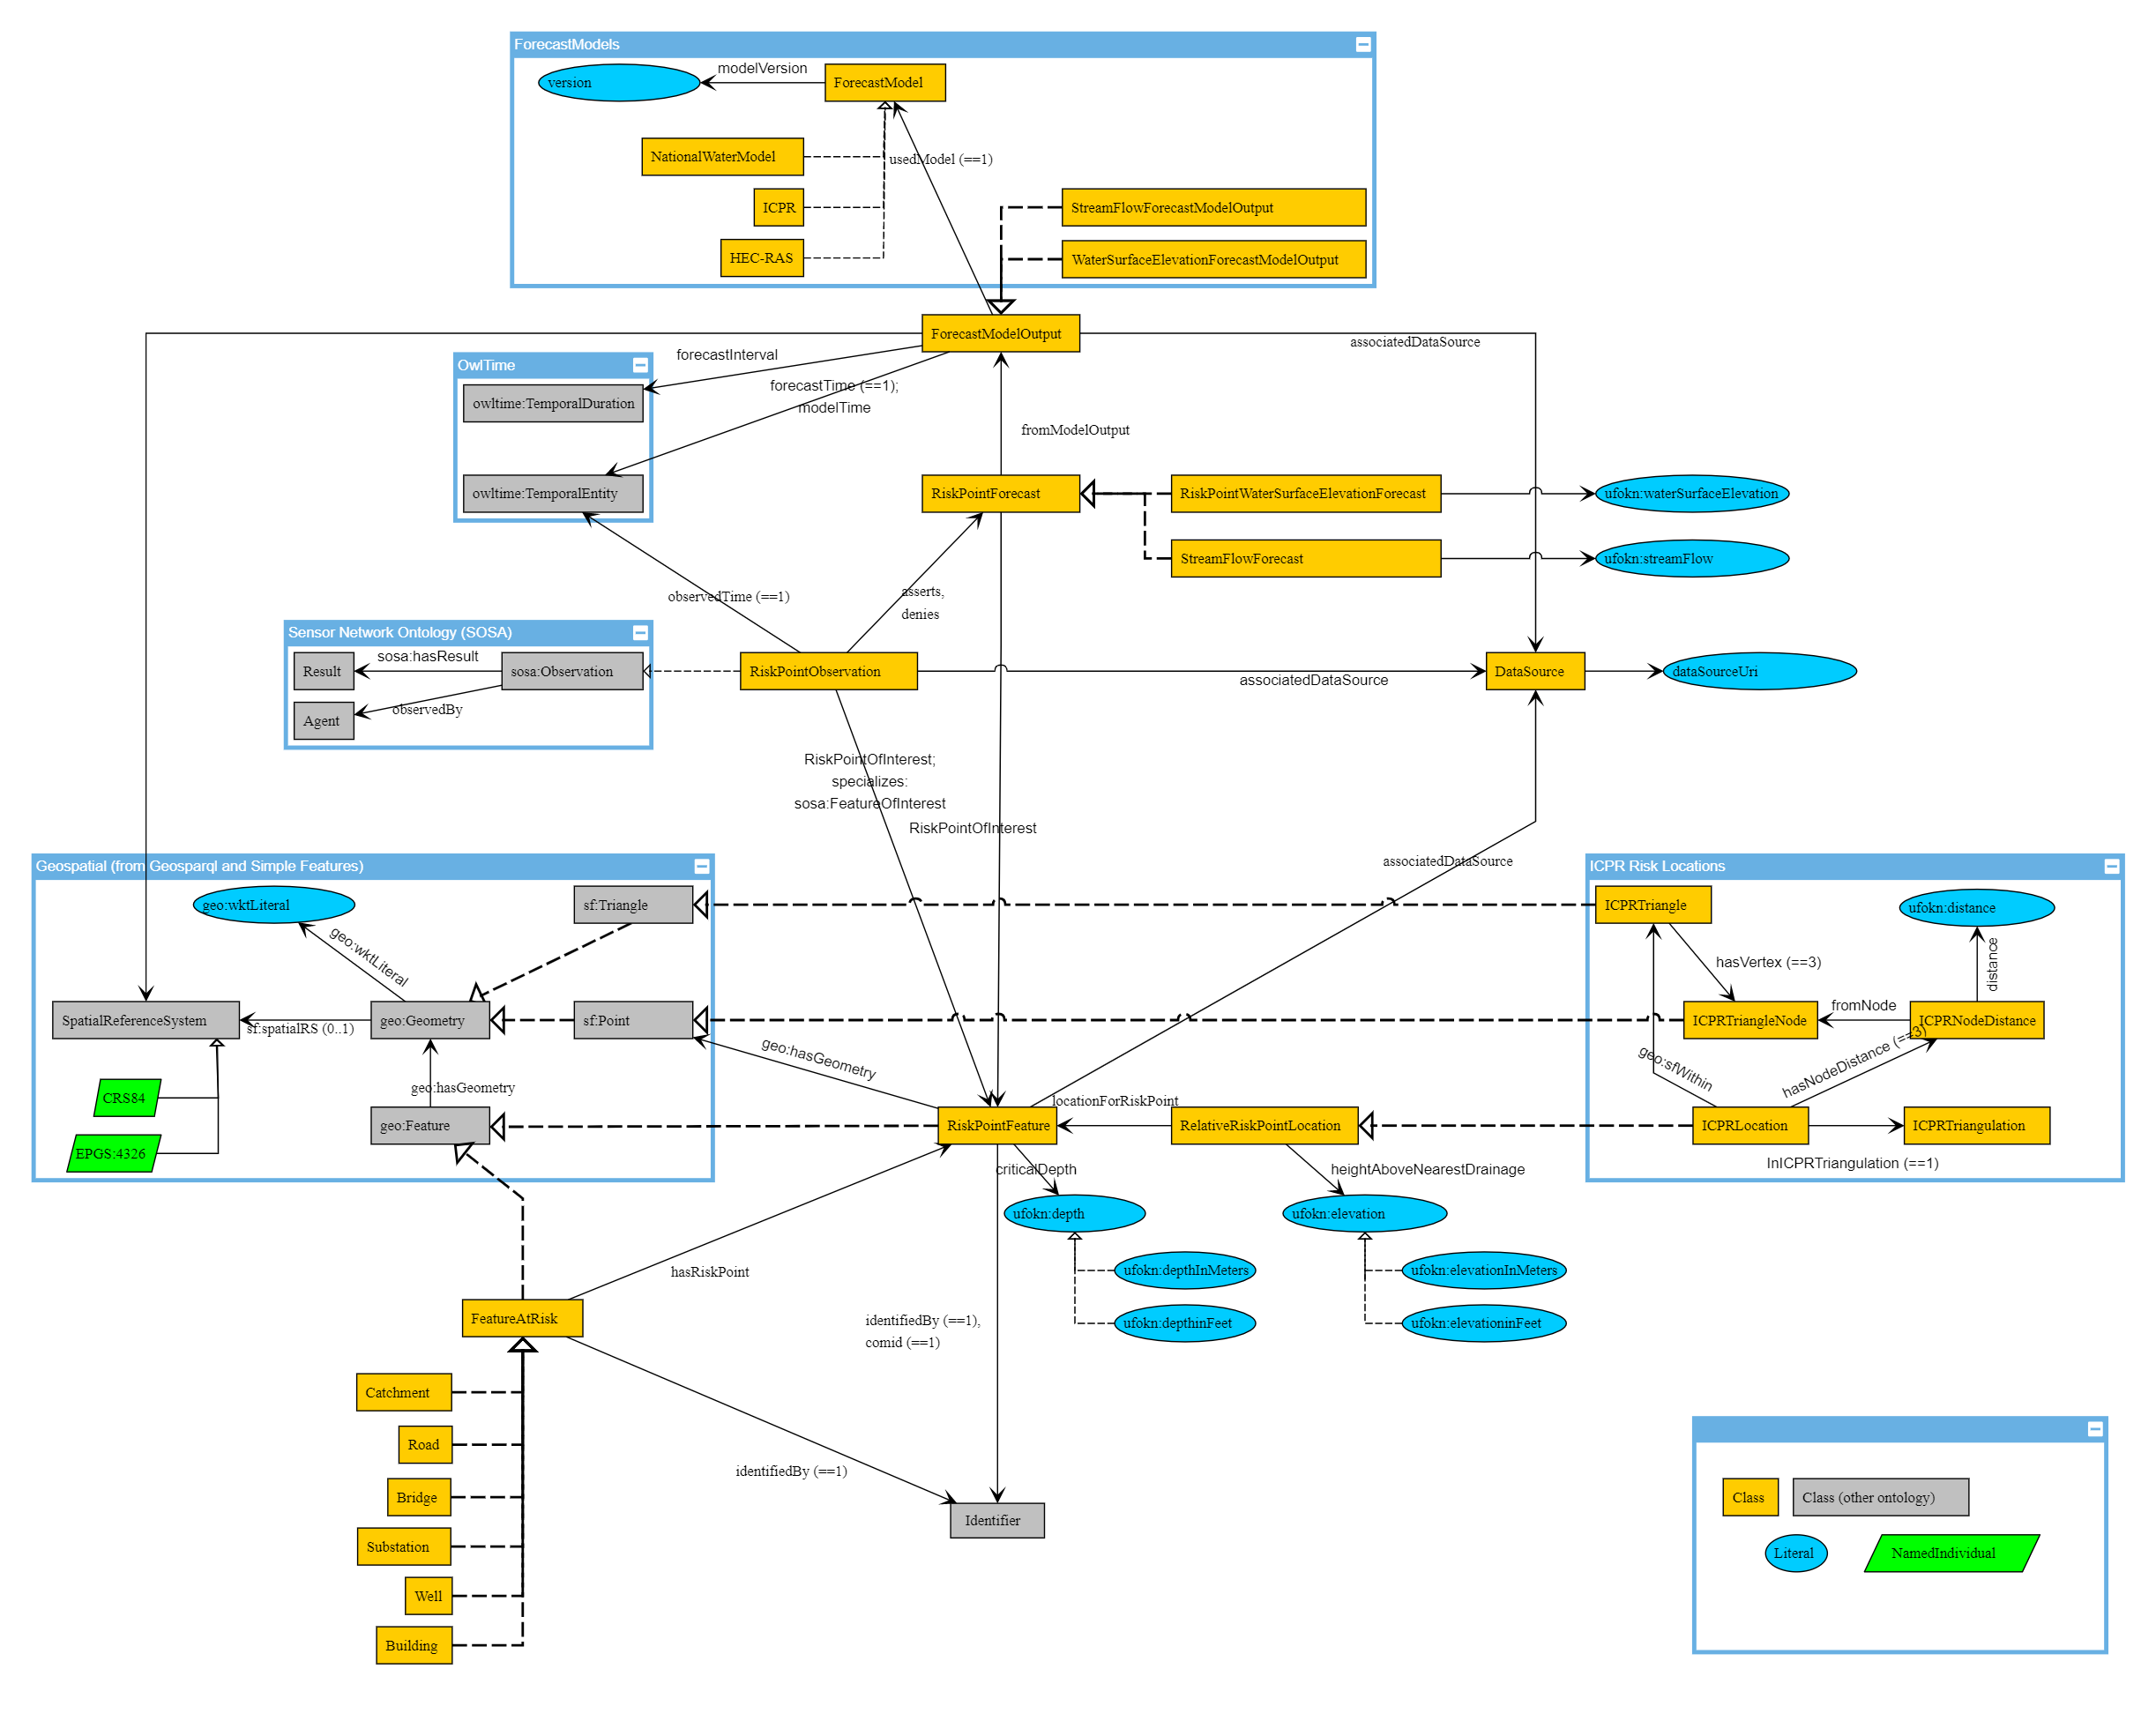 ForecastModels
modelVersion
version
ForecastModel
NationalWaterModel
usedModel (==1)
ICPR
StreamFlowForecastModelOutput
HEC-RAS
WaterSurfaceElevationForecastModelOutput
ForecastModelOutput
associatedDataSource
forecastInterval
OwlTime
forecastTime (==1);
modelTime
owltime:TemporalDuration
fromModelOutput
owltime:TemporalEntity
RiskPointForecast
RiskPointWaterSurfaceElevationForecast
ufokn:waterSurfaceElevation
StreamFlowForecast
ufokn:streamFlow
observedTime (==1)
asserts,
denies
Sensor Network Ontology (SOSA)
sosa:hasResult
Result
sosa:Observation
RiskPointObservation
associatedDataSource
DataSource
dataSourceUri
Agent
observedBy
RiskPointOfInterest;
specializes:
sosa:FeatureOfInterest
RiskPointOfInterest
associatedDataSource
Geospatial (from Geosparql and Simple Features)
ICPR Risk Locations
geo:wktLiteral
sf:Triangle
ICPRTriangle
ufokn:distance
geo:wktLiteral
hasVertex (==3)
distance
fromNode
SpatialReferenceSystem
sf:spatialRS (0..1)
geo:Geometry
sf:Point
ICPRTriangleNode
ICPRNodeDistance
geo:hasGeometry
geo:sfWithin
hasNodeDistance (==3)
geo:hasGeometry
CRS84
locationForRiskPoint
geo:Feature
RiskPointFeature
RelativeRiskPointLocation
ICPRLocation
ICPRTriangulation
EPGS:4326
InICPRTriangulation (==1)
criticalDepth
heightAboveNearestDrainage
ufokn:depth
ufokn:elevation
hasRiskPoint
ufokn:depthInMeters
ufokn:elevationInMeters
FeatureAtRisk
identifiedBy (==1),
comid (==1)
ufokn:depthinFeet
ufokn:elevationinFeet
Catchment
Road
identifiedBy (==1)
Bridge
Substation
Identifier
Well
Building
Class
Class (other ontology)
Literal
NamedIndividual